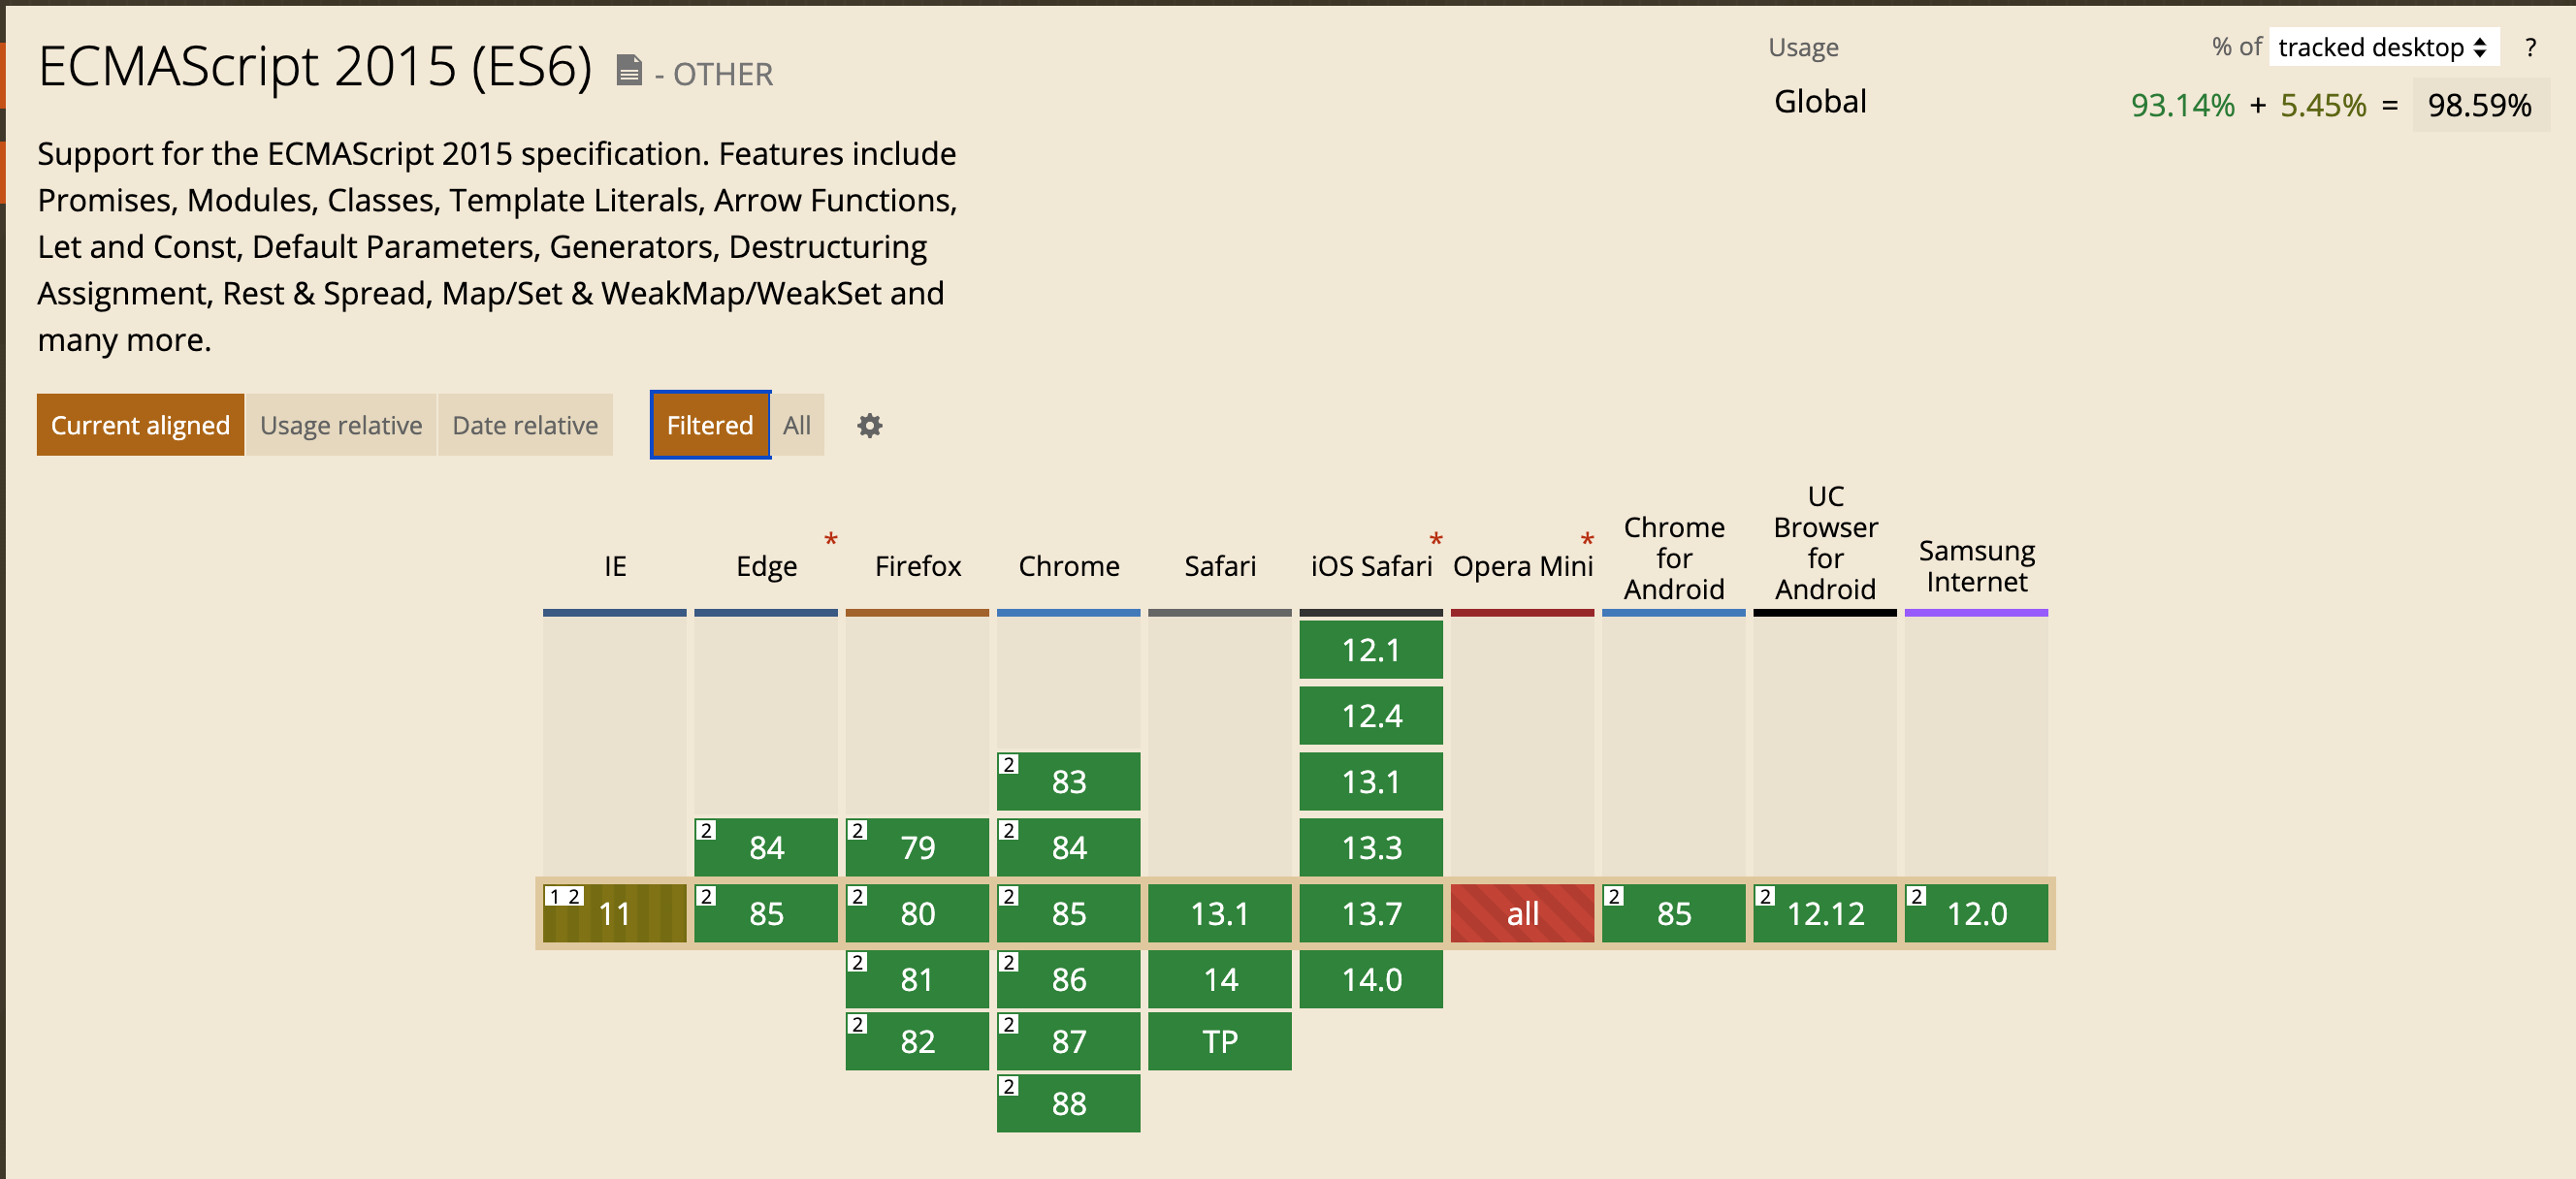 ECMAScript 2015 (ES6) - OTHER
Usage % of tracked desktop ?
Global 93.14% + 5.45% = 98.59%
Support for the ECMAScript 2015 specification. Features include
Promises, Modules, Classes, Template Literals, Arrow Functions,
Let and Const, Default Parameters, Generators, Destructuring
Assignment, Rest & Spread, Map/Set & WeakMap/WeakSet and
many more.
Current aligned Usage relative Date relative Filtered All
IE
Edge *
Firefox
Chrome
Safari
iOS Safari *
Opera Mini *
Chrome
for
Android
UC
Browser
for
Android
Samsung
Internet
12.1
12.4
2 83 13.1
2 84 2 79 2 84 13.3
1 2 11 2 85 2 80 2 85 13.1 13.7 all 2 85 2 12.12 2 12.0
2 81 2 86 14 14.0
2 82 2 87 TP
2 88